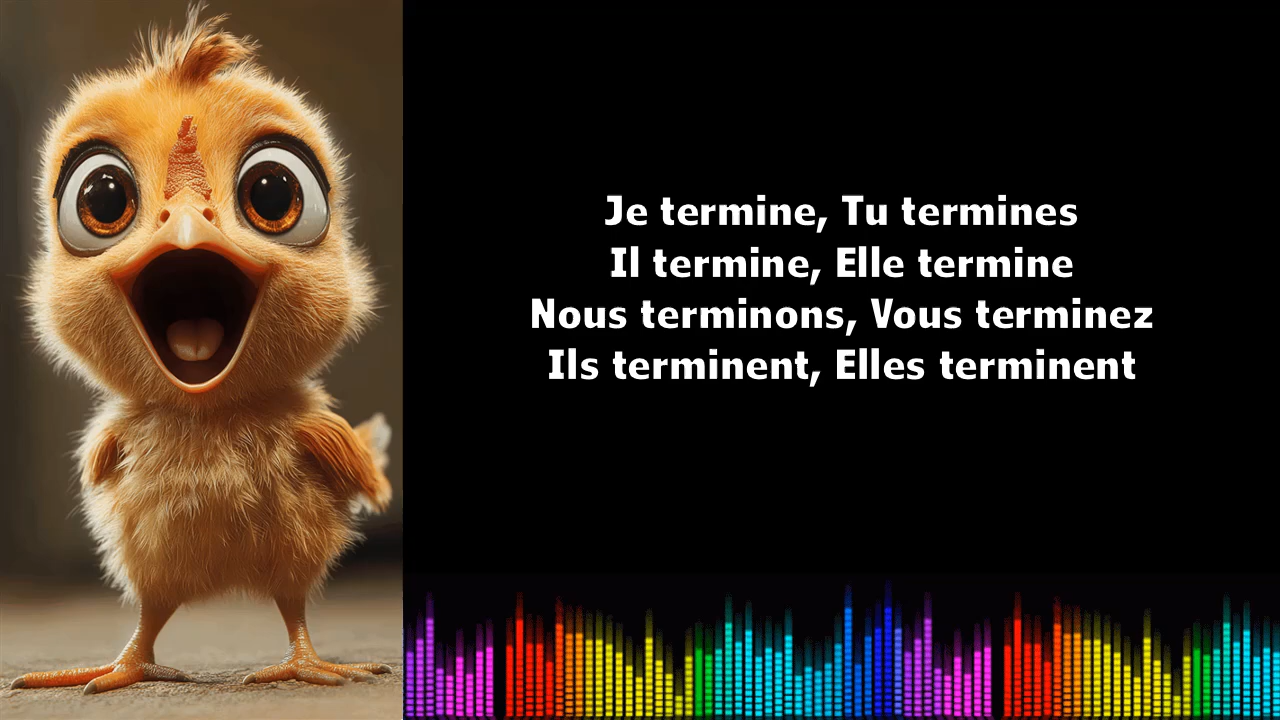 Je termine, Tu termines
Il termine, Elle termine
Nous terminons, Vous terminez
Ils terminent, Elles terminent